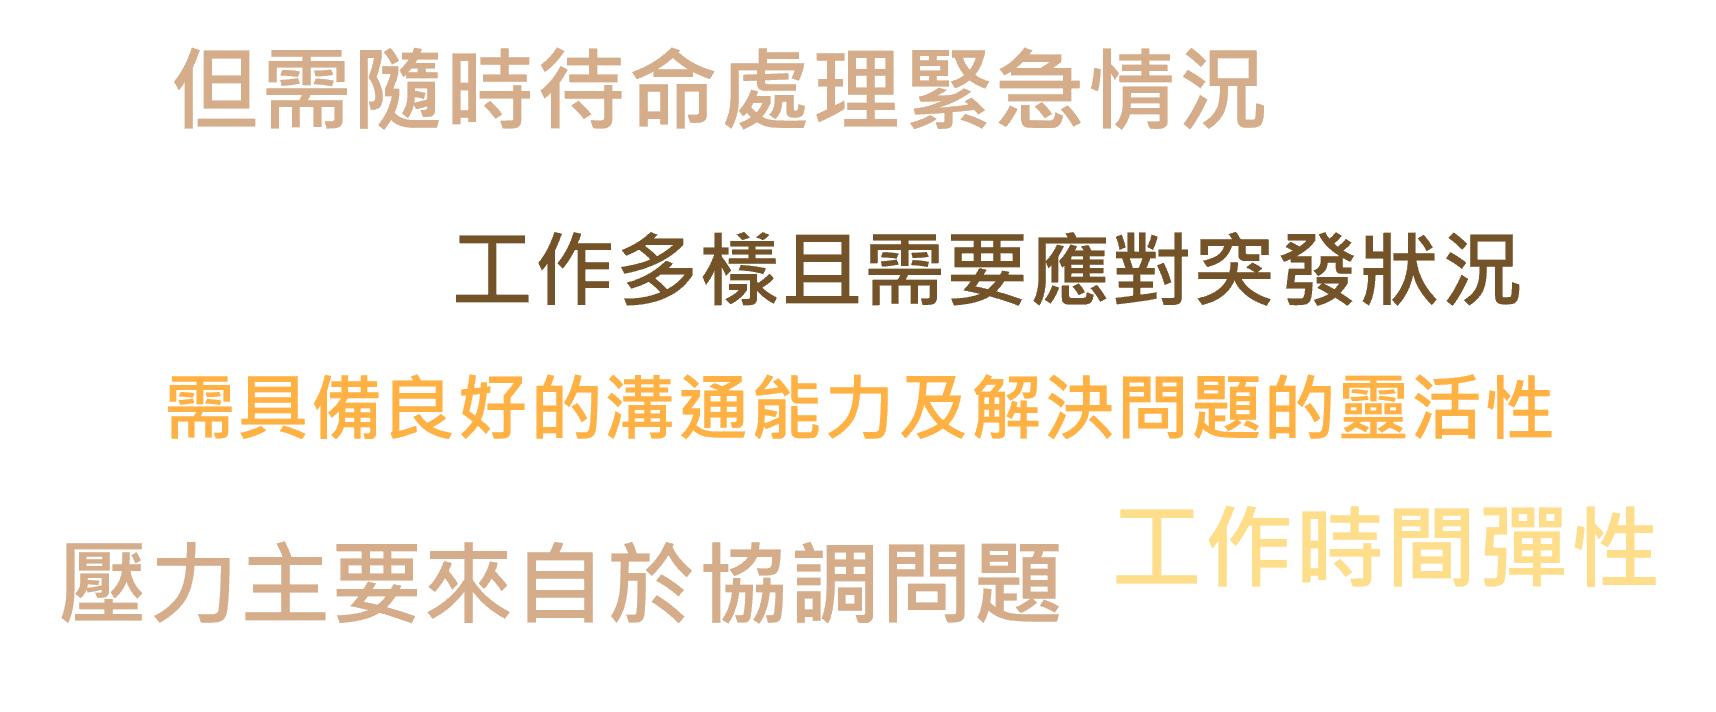 但需隨時待命處理緊急情況
工作多樣且需要應對突發狀況
需具備良好的溝通能力及解決問題的靈活性
工作時間彈性
壓力主要來自於協調問題